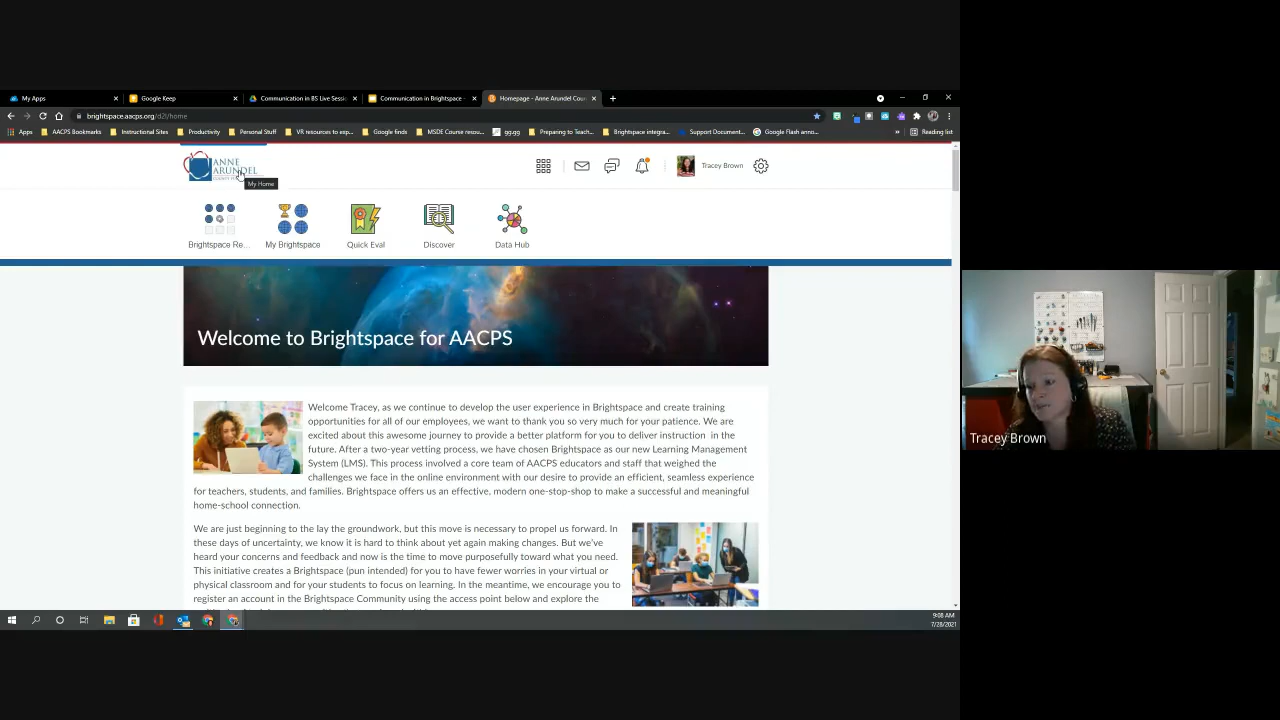 My Apps
Google Keep
Communication in BS Live Sessi
Communication in Brightspace -
Homepage - Anne Arundel Coun
brightspace.aacps.org/d2l/home
Apps
AACPS Bookmarks
Instructional Sites
Productivity
Personal Stuff
VR resources to exp...
Google finds
MSDE Course resou...
gg.gg
Preparing to Teach...
Brightspace integra...
Support Document...
Google Flash anno...
»
Reading list
ANNE
ARUNDEL
My Home
Tracey Brown
Brightspace Re...
My Brightspace
Quick Eval
Discover
Data Hub
Welcome to Brightspace for AACPS
Welcome Tracey, as we continue to develop the user experience in Brightspace and create training
opportunities for all of our employees, we want to thank you so very much for your patience. We are
excited about this awesome journey to provide a better platform for you to deliver instruction in the
future. After a two-year vetting process, we have chosen Brightspace as our new Learning Management
System (LMS). This process involved a core team of AACPS educators and staff that weighed the
challenges we face in the online environment with our desire to provide an efficient, seamless experience
for teachers, students, and families. Brightspace offers us an effective, modern one-stop-shop to make a successful and meaningful
home-school connection.
We are just beginning to the lay the groundwork, but this move is necessary to propel us forward. In
these days of uncertainty, we know it is hard to think about yet again making changes. But we've
heard your concerns and feedback and now is the time to move purposefully toward what you need.
This initiative creates a Brightspace (pun intended) for you to have fewer worries in your virtual or
physical classroom and for your students to focus on learning. In the meantime, we encourage you to
register an account in the Brightspace Community using the access point below and explore the
9:08 AM
7/28/2021
Tracey Brown